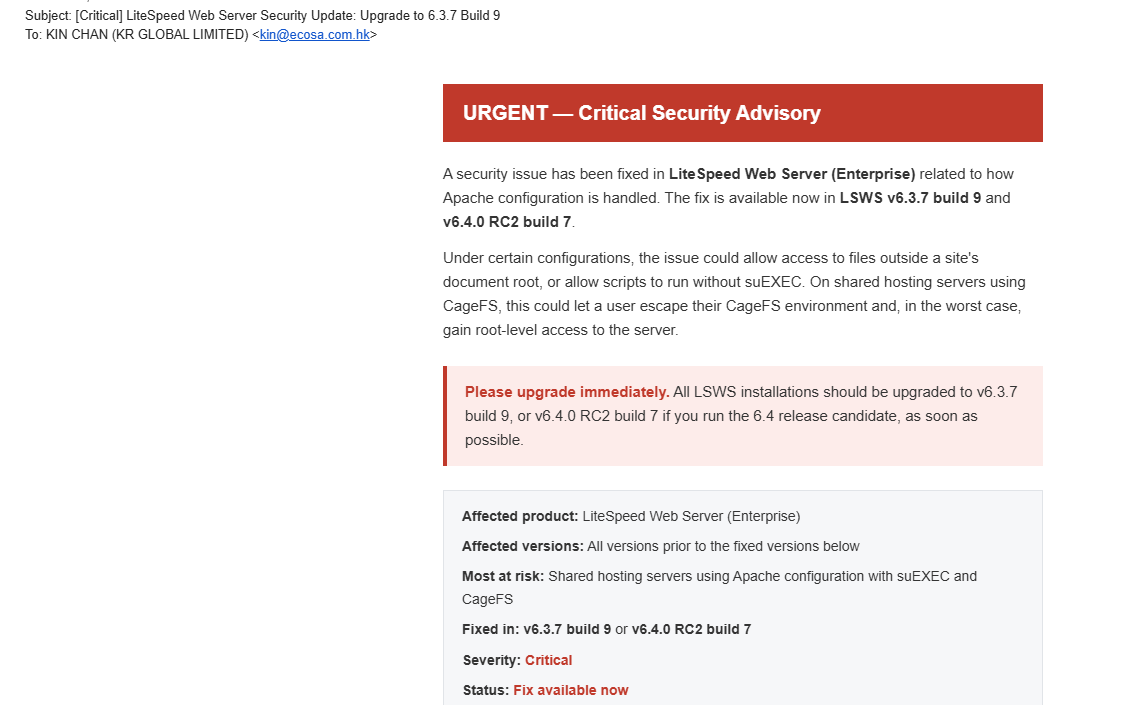 Subject: [Critical] LiteSpeed Web Server Security Update: Upgrade to 6.3.7 Build 9
To: KIN CHAN (KR GLOBAL LIMITED) <kin@ecosa.com.hk>
URGENT — Critical Security Advisory
A security issue has been fixed in LiteSpeed Web Server (Enterprise) related to how
Apache configuration is handled. The fix is available now in LSWS v6.3.7 build 9 and
v6.4.0 RC2 build 7.
Under certain configurations, the issue could allow access to files outside a site's
document root, or allow scripts to run without suEXEC. On shared hosting servers using
CageFS, this could let a user escape their CageFS environment and, in the worst case,
gain root-level access to the server.
Please upgrade immediately. All LSWS installations should be upgraded to v6.3.7
build 9, or v6.4.0 RC2 build 7 if you run the 6.4 release candidate, as soon as
possible.
Affected product: LiteSpeed Web Server (Enterprise)
Affected versions: All versions prior to the fixed versions below
Most at risk: Shared hosting servers using Apache configuration with suEXEC and
CageFS
Fixed in: v6.3.7 build 9 or v6.4.0 RC2 build 7
Severity: Critical
Status: Fix available now